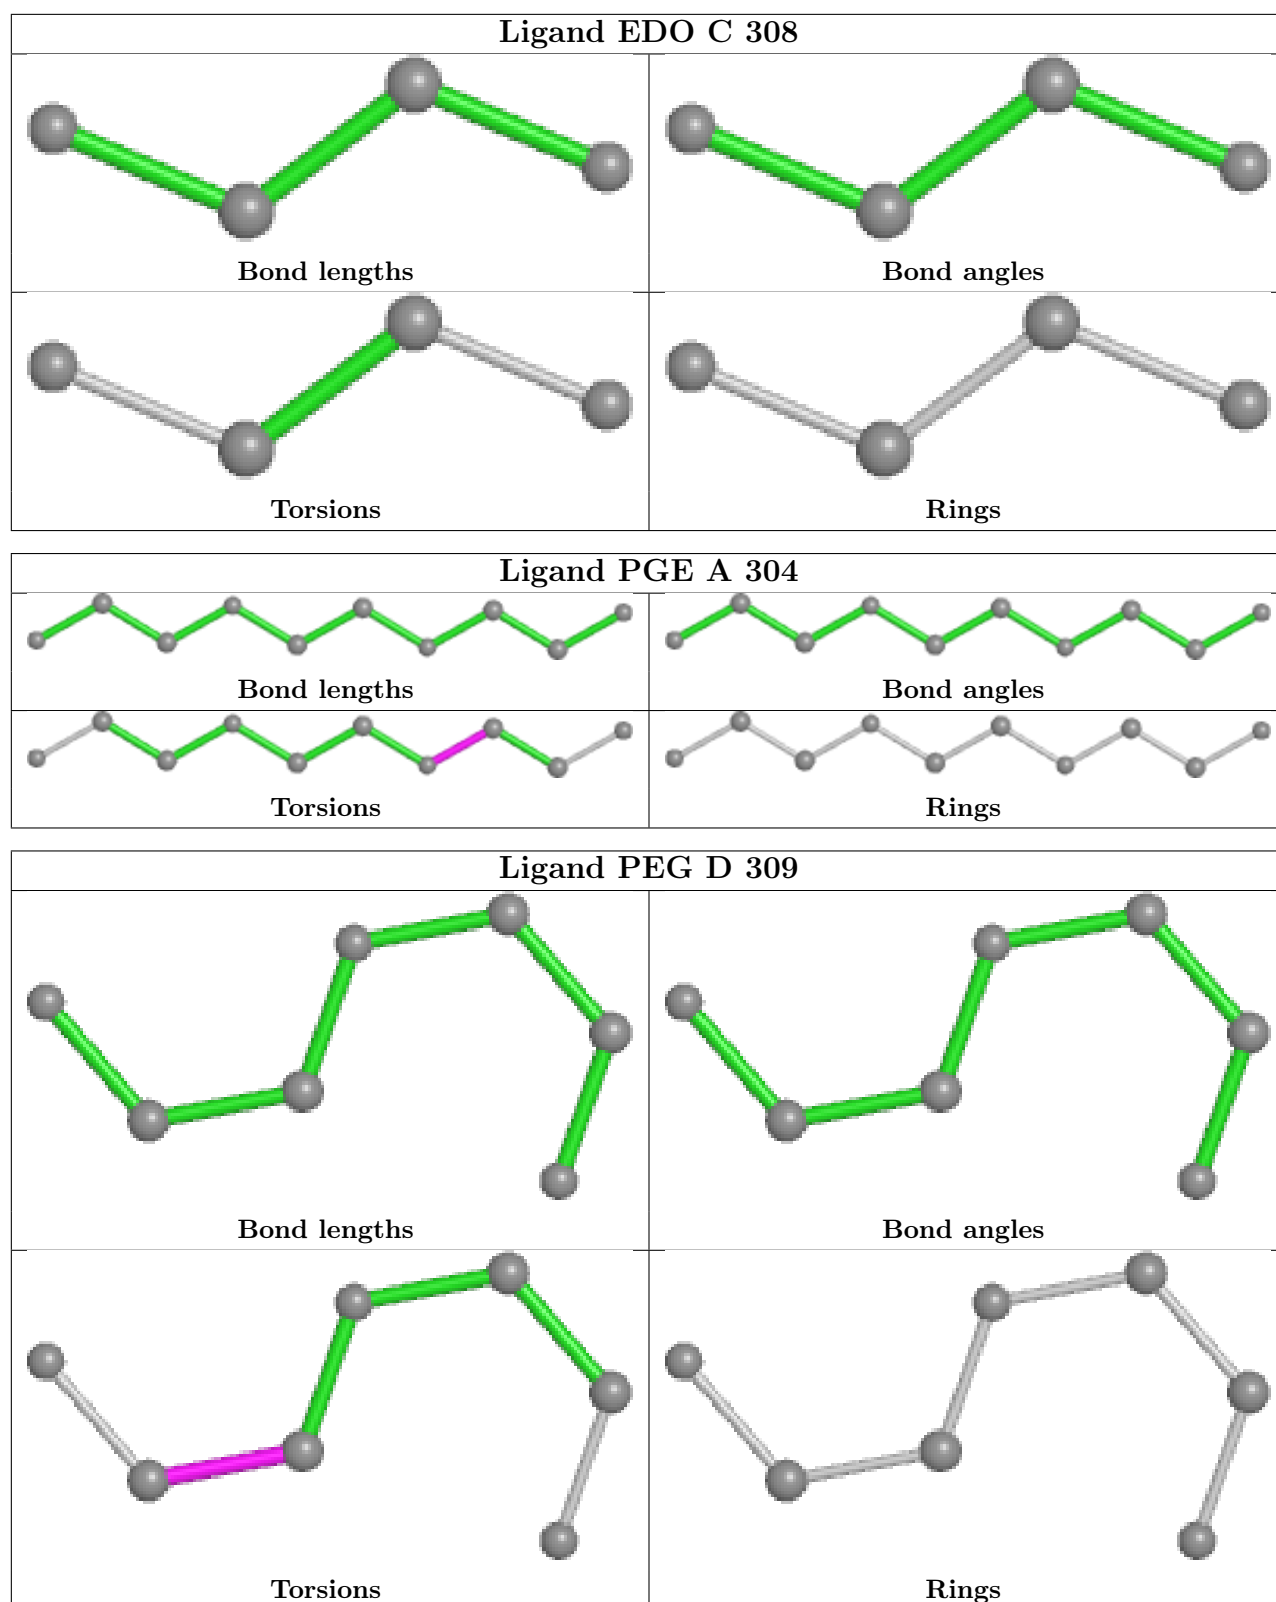 Ligand EDO C 308
Bond lengths
Bond angles
Torsions
Rings
Ligand PGE A 304
Bond lengths
Bond angles
Torsions
Rings
Ligand PEG D 309
Bond lengths
Bond angles
Torsions
Rings